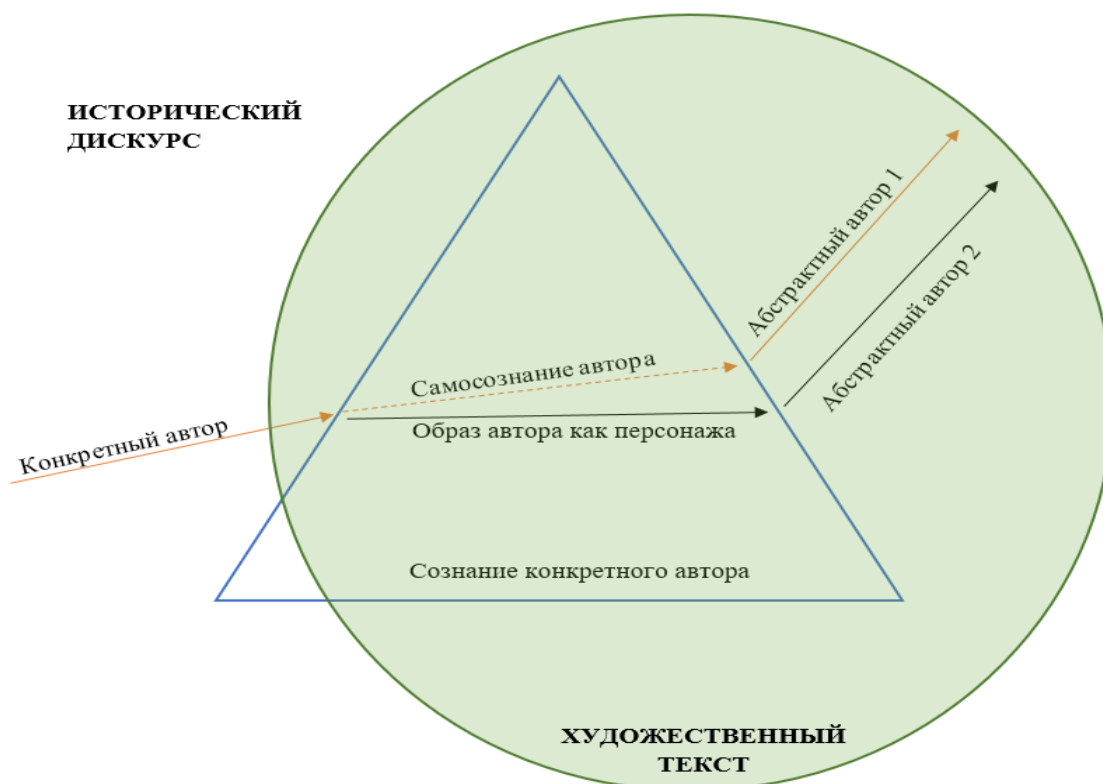 ИСТОРИЧЕСКИЙ
ДИСКУРС
Абстрактный автор 1
Абстрактный автор 2
Самосознание автора
Конкретный автор
Образ автора как персонажа
Сознание конкретного автора
ХУДОЖЕСТВЕННЫЙ
ТЕКСТ